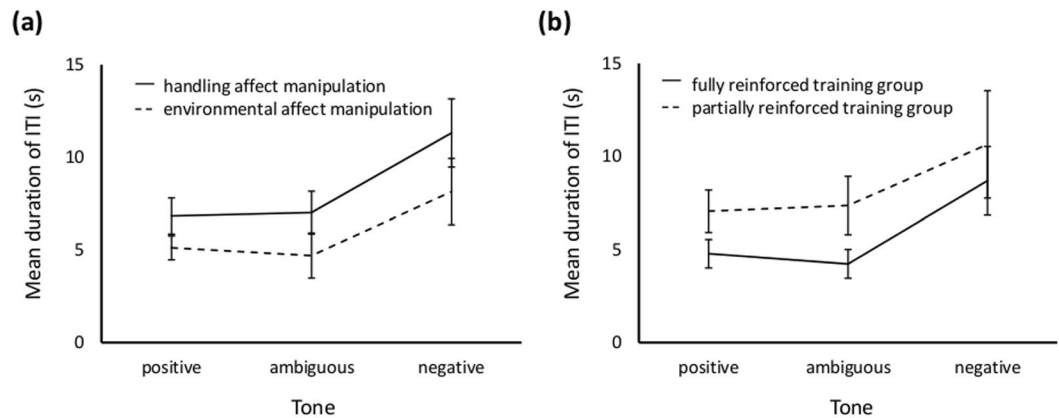 (a)
15
10
5
0
Mean duration of ITI (s)
handling affect manipulation
environmental affect manipulation
positive ambiguous negative
Tone
(b)
15
10
5
0
Mean duration of ITI (s)
fully reinforced training group
partially reinforced training group
positive ambiguous negative
Tone